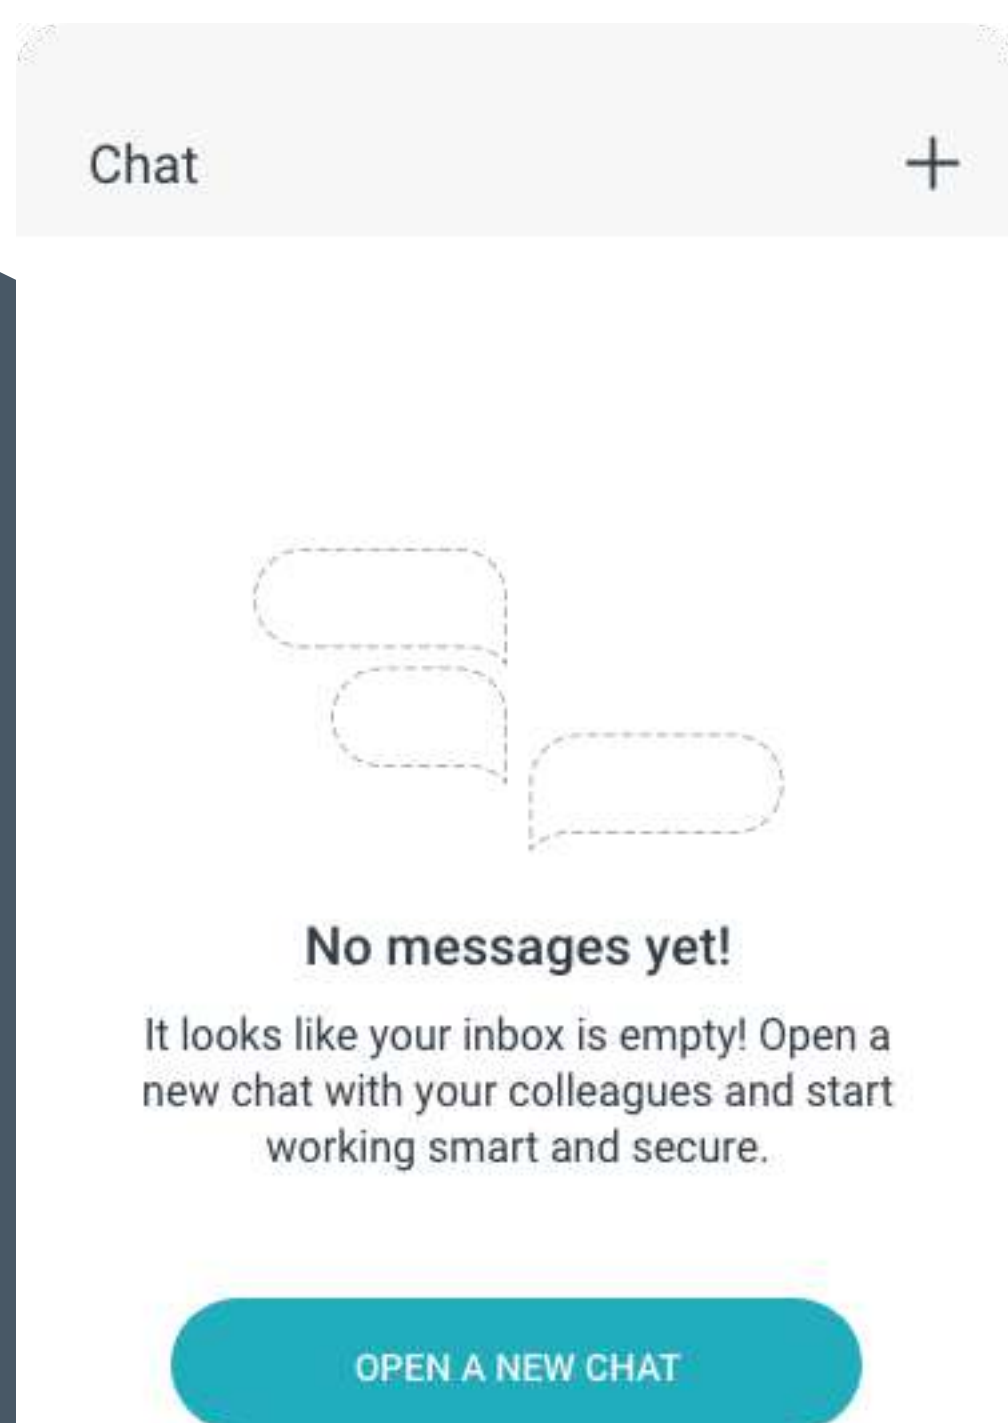 Chat
No messages yet!
It looks like your inbox is empty! Open a
new chat with your colleagues and start
working smart and secure.
OPEN A NEW CHAT